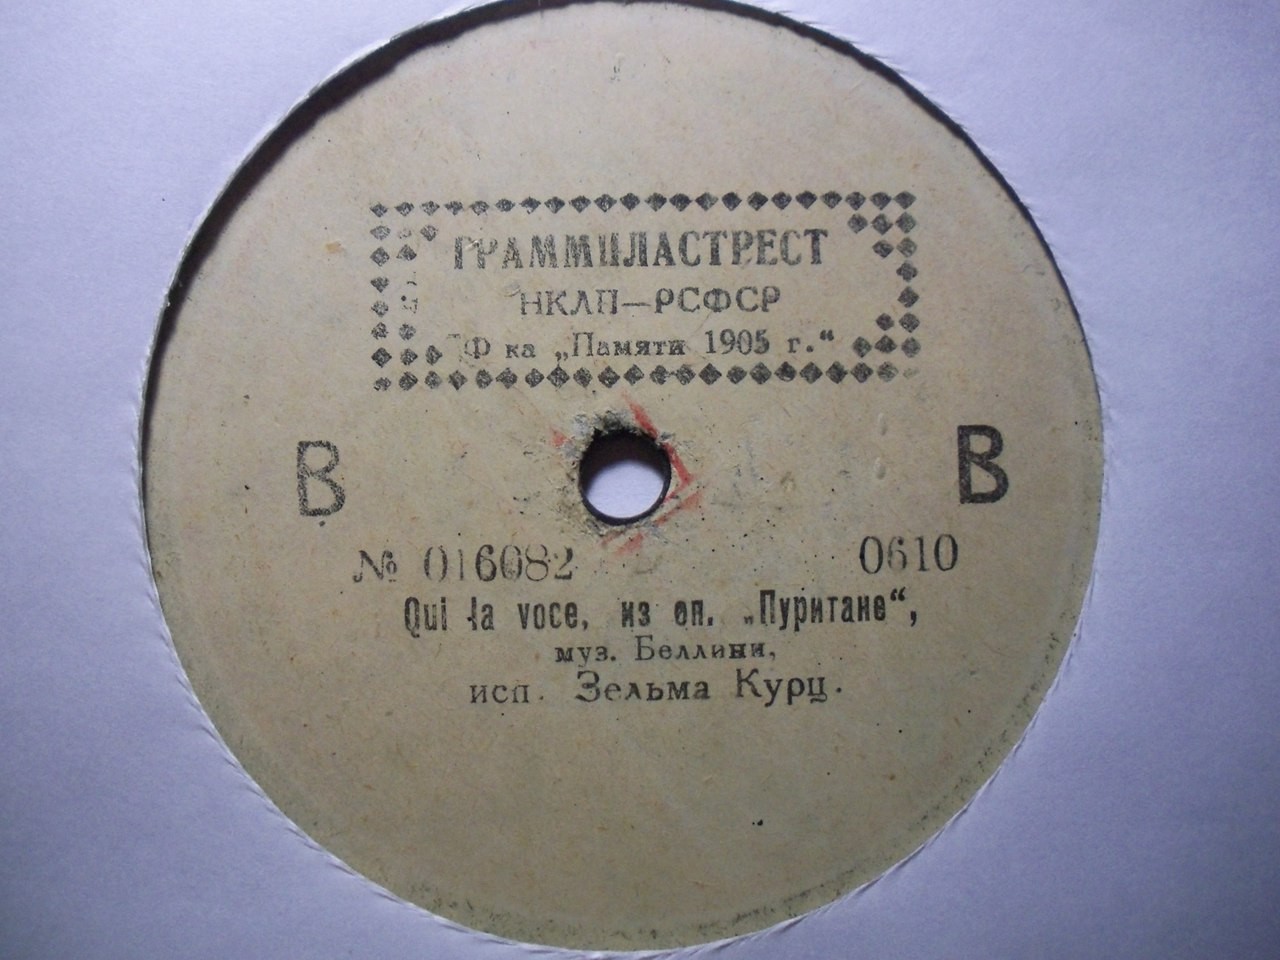 ГРАММПЛАСТРЕСТ
НКЛП—РСФСР
Ф ка „Памяти 1905 г.“
В В
№ 016082 0610
Qui la voce, из оп. „Пуритане“,
муз. Беллини,
исп. Зельма Курц.